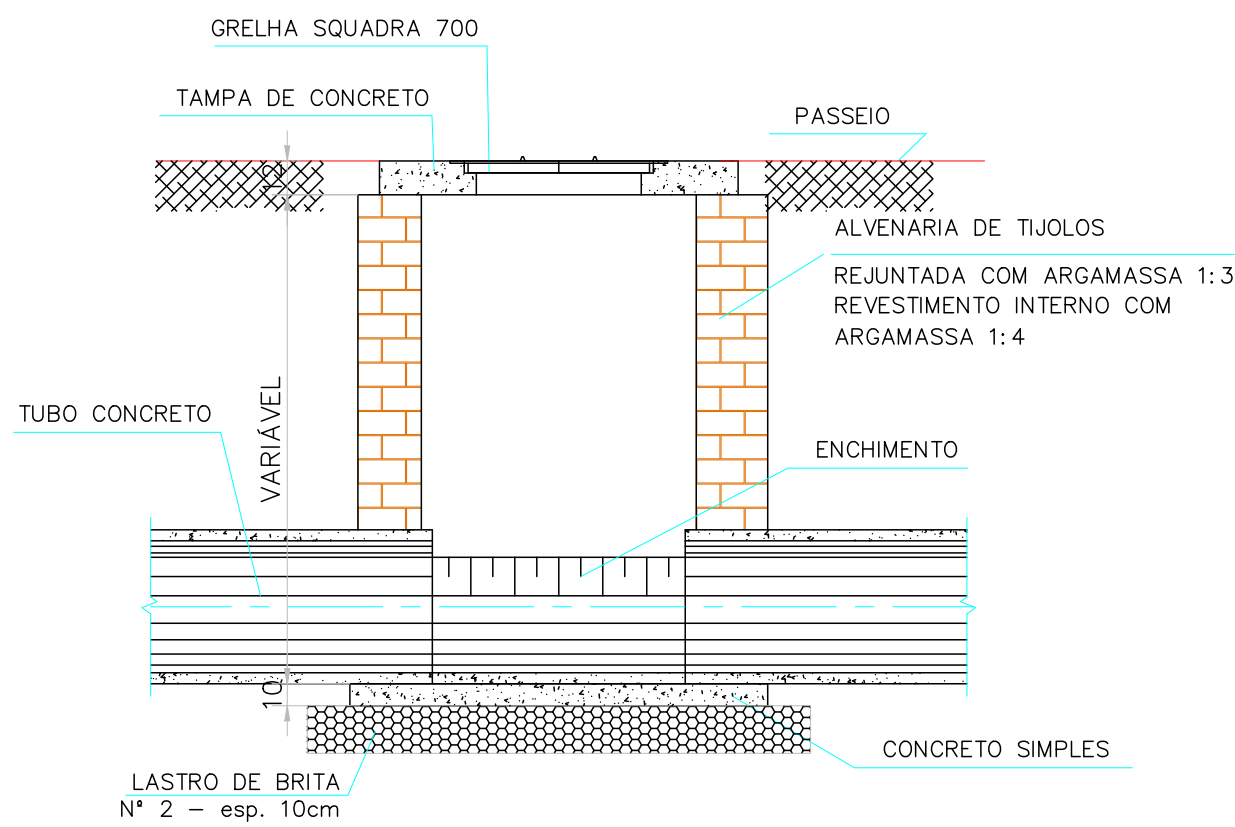 GRELHA SQUADRA 700
TAMPA DE CONCRETO
PASSEIO
12
ALVENARIA DE TIJOLOS
REJUNTADA COM ARGAMASSA 1:3
REVESTIMENTO INTERNO COM
ARGAMASSA 1:4
TUBO CONCRETO
VARIÁVEL
ENCHIMENTO
10
CONCRETO SIMPLES
LASTRO DE BRITA
Nº 2 – esp. 10cm